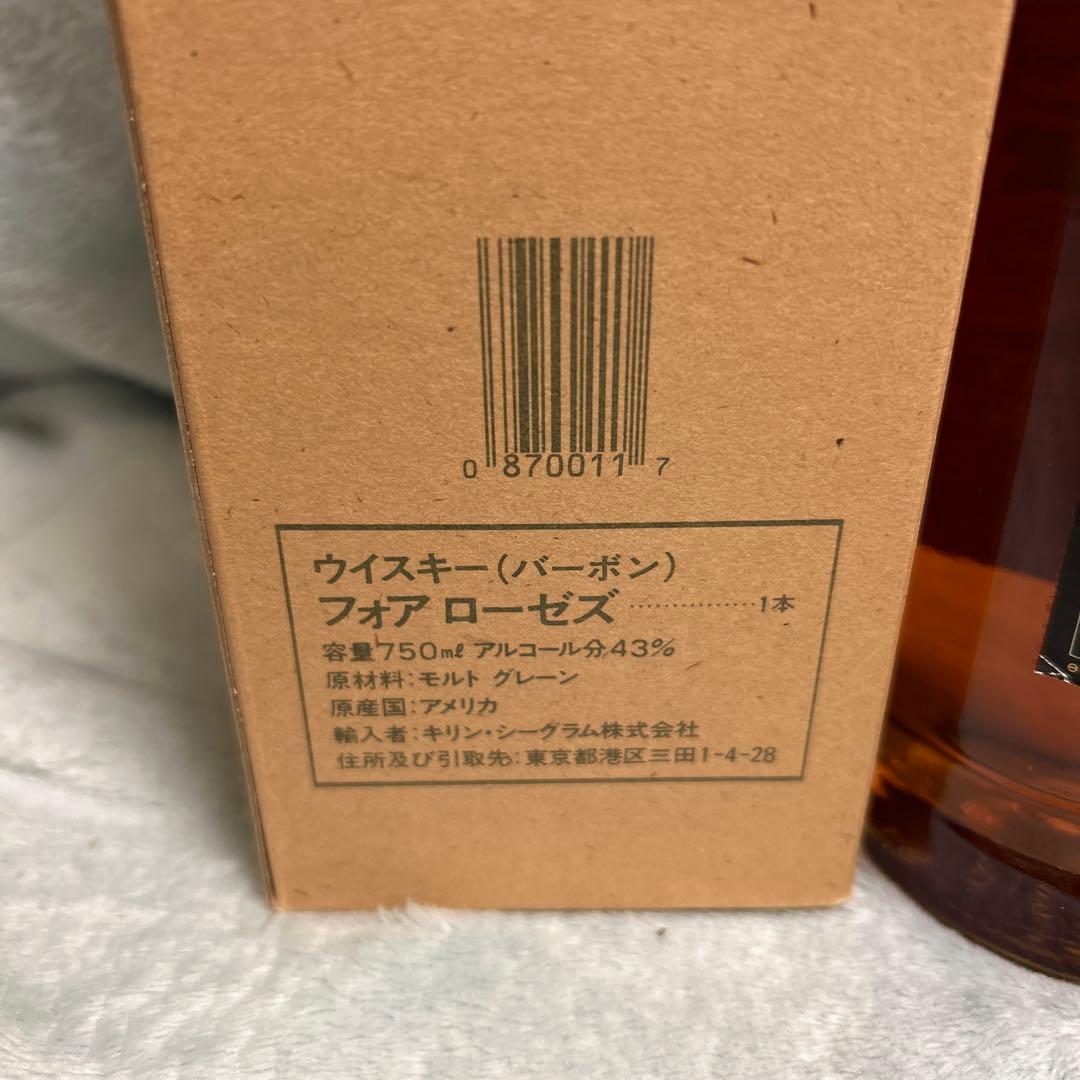 0 870011 7
ウイスキー(バーボン)
フォア ローゼズ ……………1本
容量750mℓ アルコール分43%
原材料:モルト グレーン
原産国:アメリカ
輸入者:キリン・シーグラム株式会社
住所及び引取先:東京都港区三田1-4-28